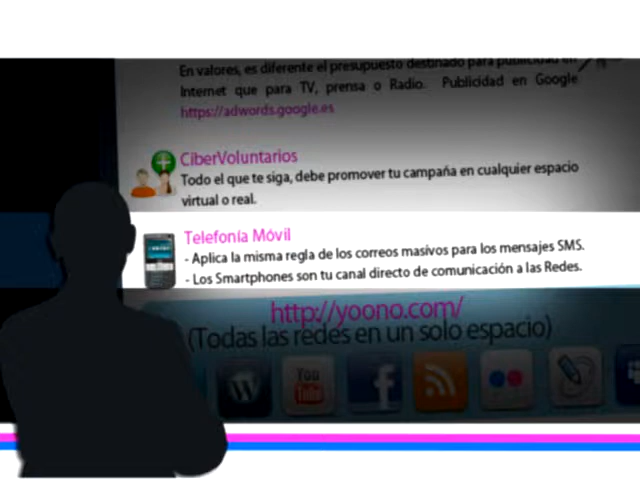 En valores, es diferente el presupuesto destinado para publicidad en
Internet que para TV, prensa o Radio. Publicidad en Google
https://adwords.google.es
CiberVoluntarios
Todo el que te siga, debe promover tu campaña en cualquier espacio
virtual o real.
Telefonía Móvil
- Aplica la misma regla de los correos masivos para los mensajes SMS.
- Los Smartphones son tu canal directo de comunicación a las Redes.
http://yoono.com/
(Todas las redes en un solo espacio)
You
Tube